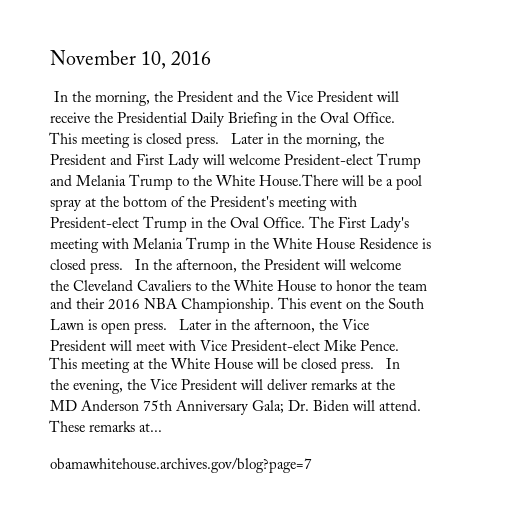 November 10, 2016
In the morning, the President and the Vice President will
receive the Presidential Daily Briefing in the Oval Office.
This meeting is closed press.   Later in the morning, the
President and First Lady will welcome President-elect Trump
and Melania Trump to the White House.There will be a pool
spray at the bottom of the President's meeting with
President-elect Trump in the Oval Office. The First Lady's
meeting with Melania Trump in the White House Residence is
closed press.   In the afternoon, the President will welcome
the Cleveland Cavaliers to the White House to honor the team
and their 2016 NBA Championship. This event on the South
Lawn is open press.   Later in the afternoon, the Vice
President will meet with Vice President-elect Mike Pence.
This meeting at the White House will be closed press.   In
the evening, the Vice President will deliver remarks at the
MD Anderson 75th Anniversary Gala; Dr. Biden will attend.
These remarks at...
obamawhitehouse.archives.gov/blog?page=7